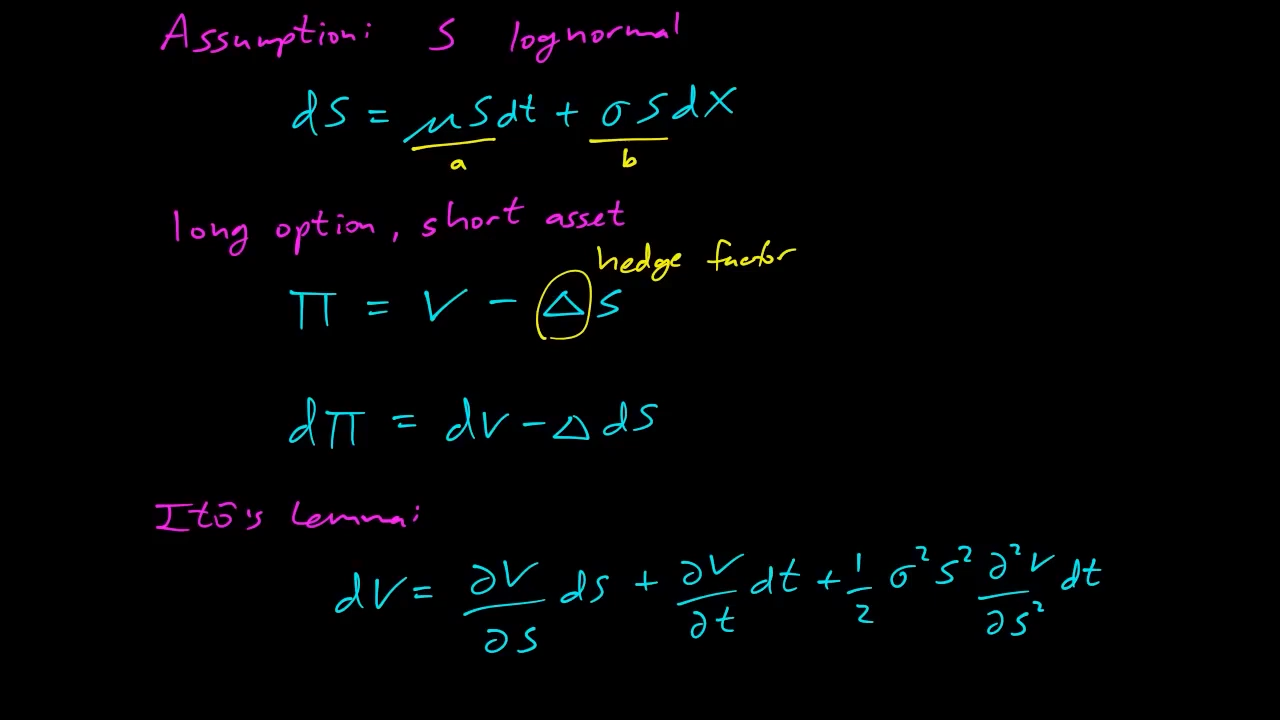 Assumption: S lognormal
dS = μSdt + σSdX
a b
long option, short asset
hedge factor
Π = V - ΔS
dΠ = dV - ΔdS
Itō's Lemma:
dV = ∂V/∂S dS + ∂V/∂t dt + 1/2 σ²S² ∂²V/∂S² dt